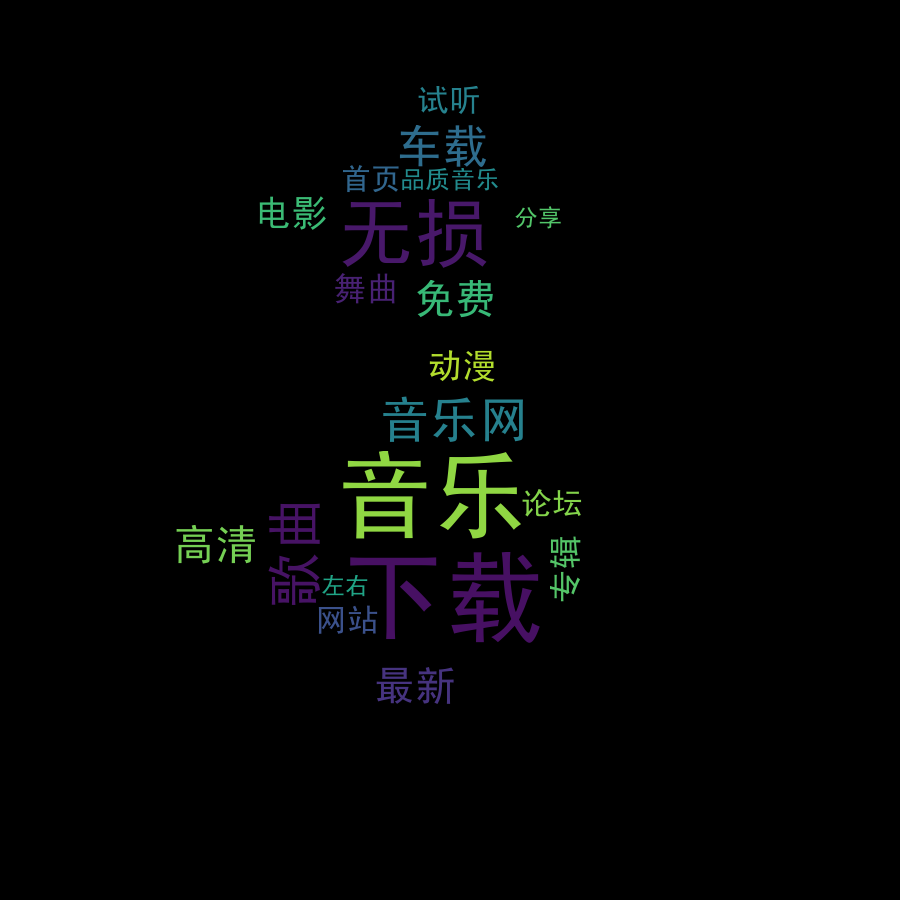 试听
车载
首页
品质音乐
电影
无损
分享
舞曲
免费
动漫
音乐网
音乐
论坛
歌曲
高清
专辑
下载
左右
网站
最新